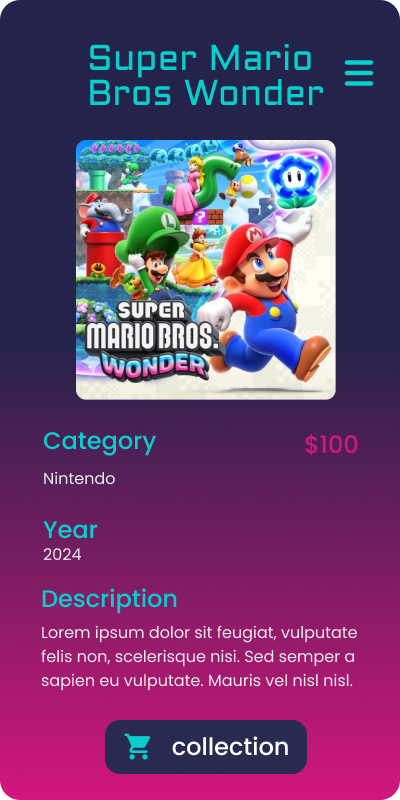 Super Mario
Bros Wonder
?
L
M
SUPER
MARIO BROS.
WONDER
Category
$100
Nintendo
Year
2024
Description
Lorem ipsum dolor sit feugiat, vulputate
felis non, scelerisque nisi. Sed semper a
sapien eu vulputate. Mauris vel nisl nisl.
collection